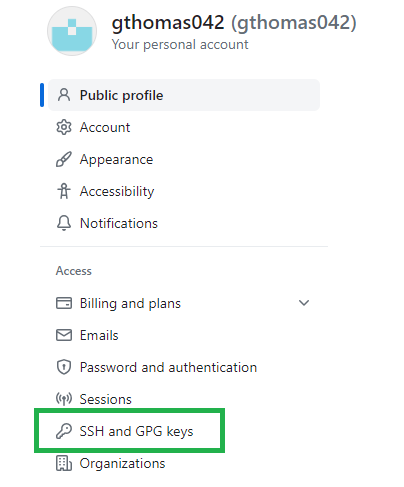 gthomas042 (gthomas042)
Your personal account
Public profile
Account
Appearance
Accessibility
Notifications
Access
Billing and plans
Emails
Password and authentication
Sessions
SSH and GPG keys
Organizations